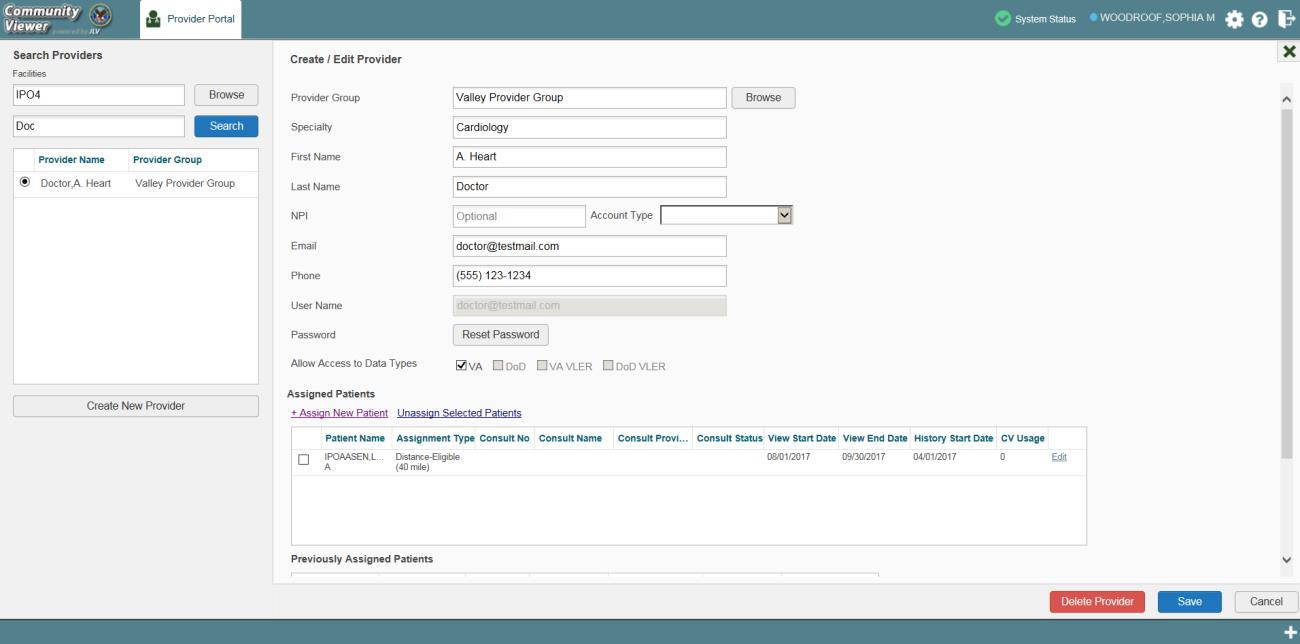 Community
Viewer powered by JLV
Provider Portal
System Status
WOODROOF,SOPHIA M
Search Providers
Facilities
IPO4
Browse
Doc
Search
Provider Name Provider Group
Doctor,A. Heart Valley Provider Group
Create New Provider
Create / Edit Provider
Provider Group Valley Provider Group Browse
Specialty Cardiology
First Name A. Heart
Last Name Doctor
NPI Optional Account Type
Email doctor@testmail.com
Phone (555) 123-1234
User Name doctor@testmail.com
Password Reset Password
Allow Access to Data Types VA DoD VA VLER DoD VLER
Assigned Patients
+ Assign New Patient Unassign Selected Patients
Patient Name Assignment Type Consult No Consult Name Consult Provi... Consult Status View Start Date View End Date History Start Date CV Usage
IPOAASEN,L... Distance-Eligible 08/01/2017 09/30/2017 04/01/2017 0 Edit
A (40 mile)
Previously Assigned Patients
Delete Provider Save Cancel